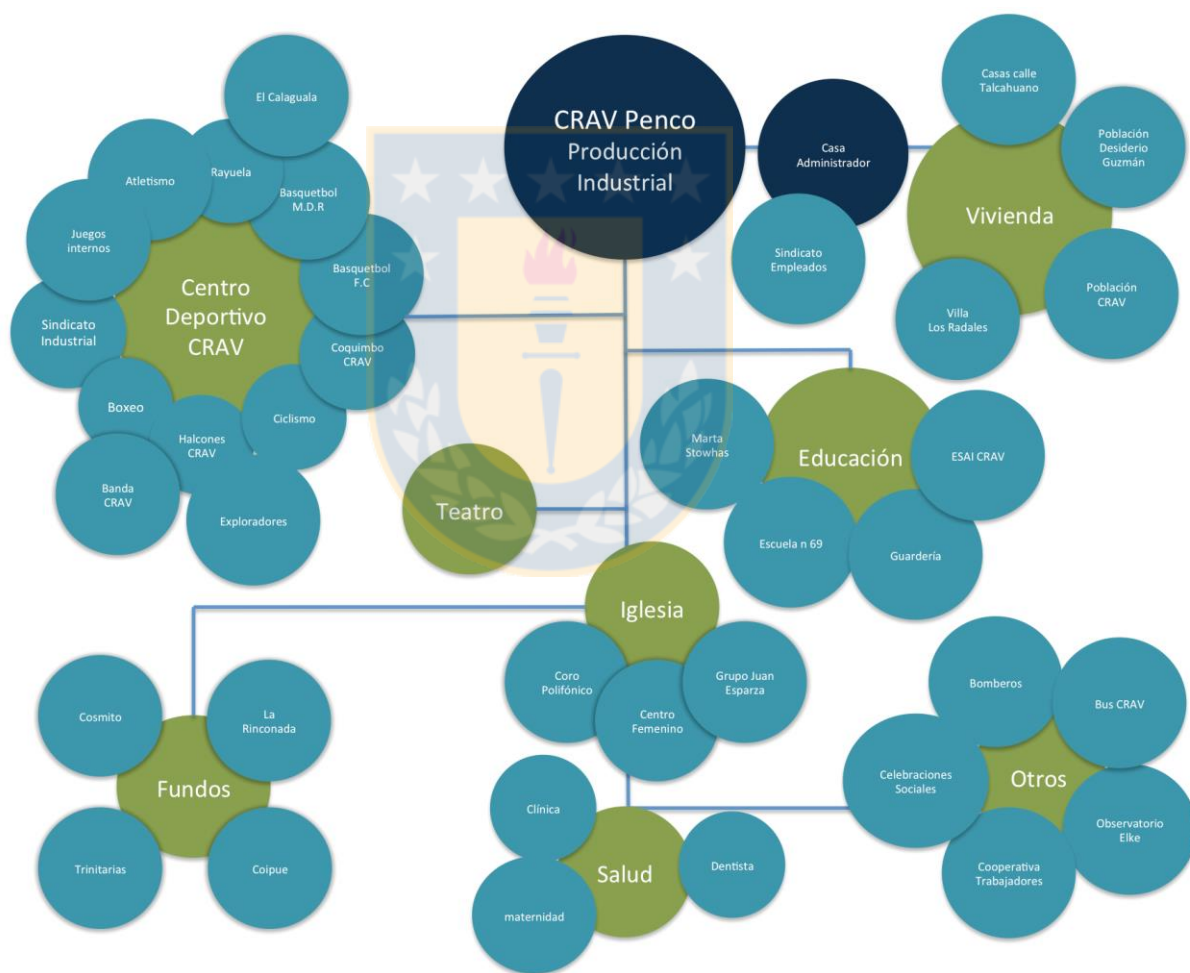 CRAV Penco
Producción
Industrial
Casa
Administrador
Sindicato
Empleados
Casas calle
Talcahuano
Población
Desiderio
Guzmán
Vivienda
Población
CRAV
Villa
Los Radales
El Calaguala
Atletismo
Rayuela
Basquetbol
M.D.R
Juegos
internos
Basquetbol
F.C
Centro
Deportivo
CRAV
Sindicato
Industrial
Coquimbo
CRAV
Boxeo
Halcones
CRAV
Ciclismo
Banda
CRAV
Exploradores
Marta
Stowhas
Educación
ESAI CRAV
Escuela n 69
Guardería
Teatro
Iglesia
Coro
Polifónico
Centro
Femenino
Grupo Juan
Esparza
Cosmito
La
Rinconada
Fundos
Trinitarias
Coipue
Clínica
Salud
Dentista
maternidad
Bomberos
Bus CRAV
Celebraciones
Sociales
Otros
Observatorio
Elke
Cooperativa
Trabajadores